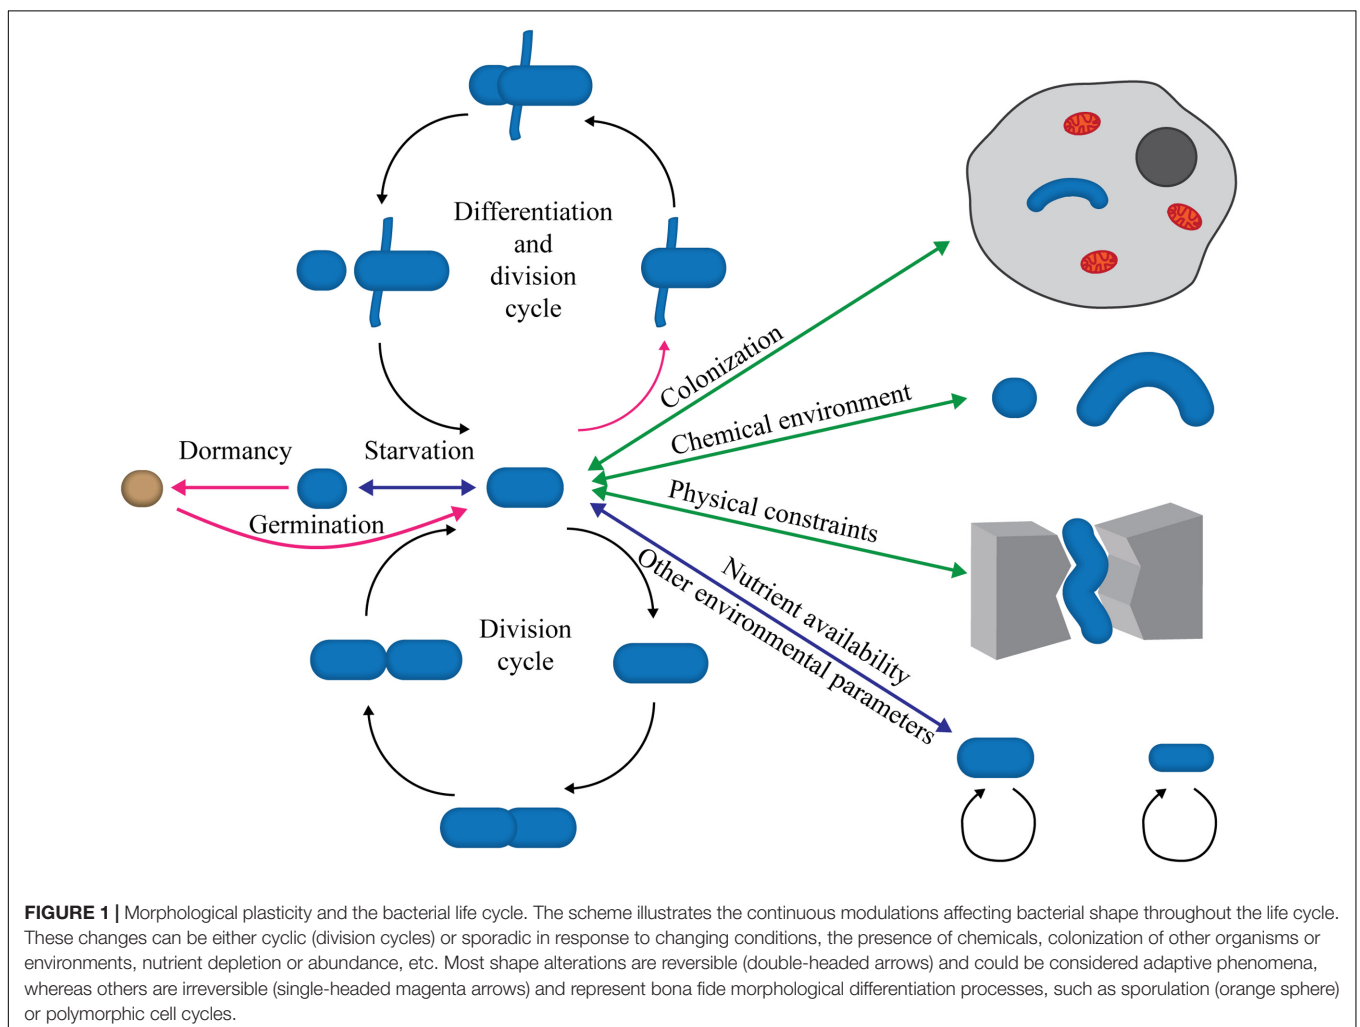 Differentiation
and
division
cycle
Colonization
Chemical environment
Dormancy
Starvation
Germination
Physical constraints
Nutrient availability
Other environmental parameters
Division
cycle
FIGURE 1 | Morphological plasticity and the bacterial life cycle. The scheme illustrates the continuous modulations affecting bacterial shape throughout the life cycle.
These changes can be either cyclic (division cycles) or sporadic in response to changing conditions, the presence of chemicals, colonization of other organisms or
environments, nutrient depletion or abundance, etc. Most shape alterations are reversible (double-headed arrows) and could be considered adaptive phenomena,
whereas others are irreversible (single-headed magenta arrows) and represent bona fide morphological differentiation processes, such as sporulation (orange sphere)
or polymorphic cell cycles.